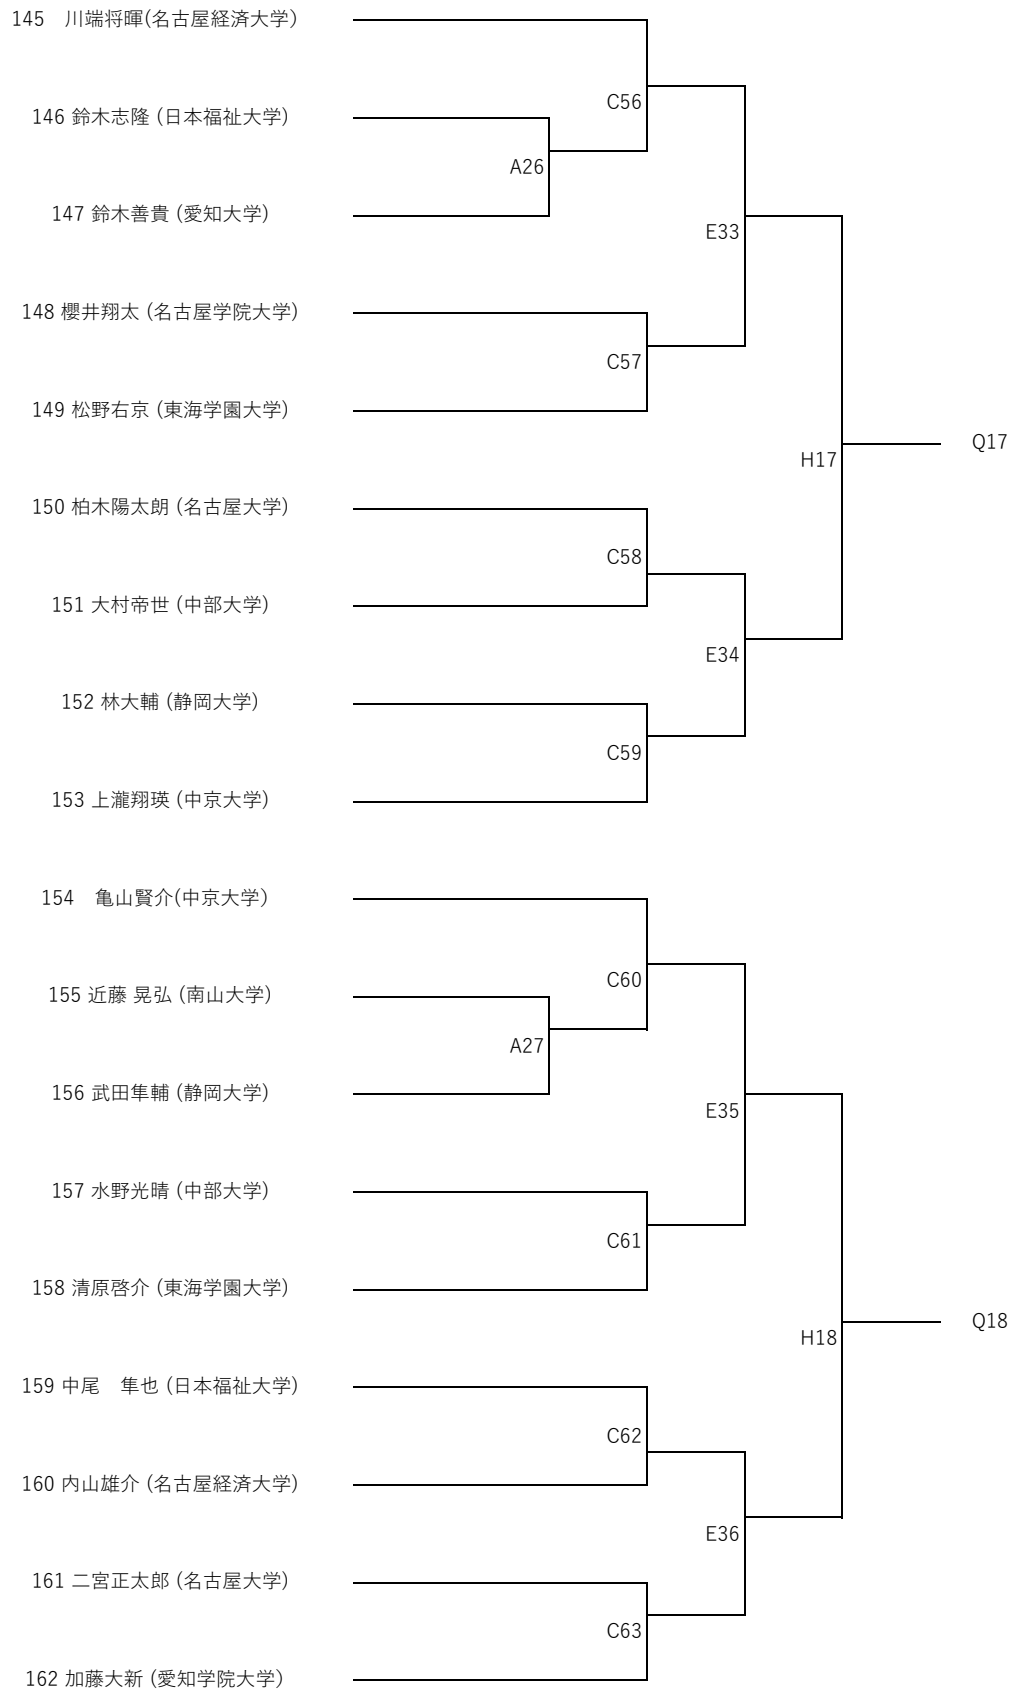 145　川端将暉(名古屋経済大学)
C56
146 鈴木志隆 (日本福祉大学)
A26
147 鈴木善貴 (愛知大学)
E33
148 櫻井翔太 (名古屋学院大学)
C57
149 松野右京 (東海学園大学)
Q17
H17
150 柏木陽太朗 (名古屋大学)
C58
151 大村帝世 (中部大学)
E34
152 林大輔 (静岡大学)
C59
153 上瀧翔瑛 (中京大学)
154　亀山賢介(中京大学)
C60
155 近藤 晃弘 (南山大学)
A27
156 武田隼輔 (静岡大学)
E35
157 水野光晴 (中部大学)
C61
158 清原啓介 (東海学園大学)
Q18
H18
159 中尾　隼也 (日本福祉大学)
C62
160 内山雄介 (名古屋経済大学)
E36
161 二宮正太郎 (名古屋大学)
C63
162 加藤大新 (愛知学院大学)